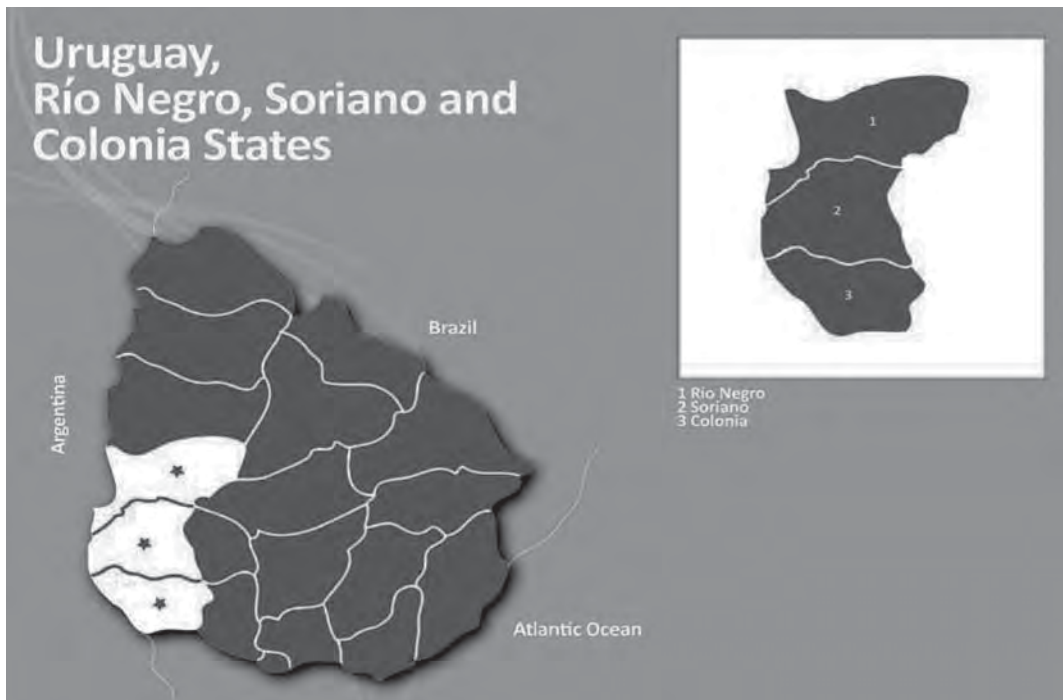 Uruguay,
Río Negro, Soriano and
Colonia States
1
2
3
1 Río Negro
2 Soriano
3 Colonia
Brazil
Argentina
Atlantic Ocean